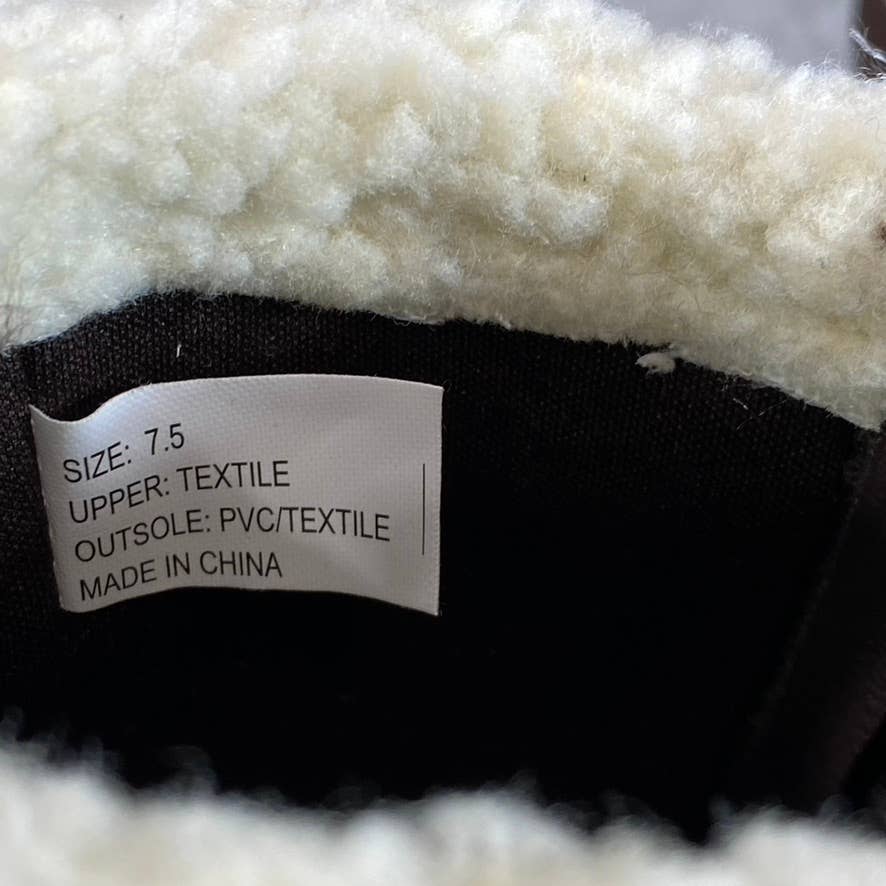 SIZE: 7.5
UPPER: TEXTILE
OUTSOLE: PVC/TEXTILE
MADE IN CHINA